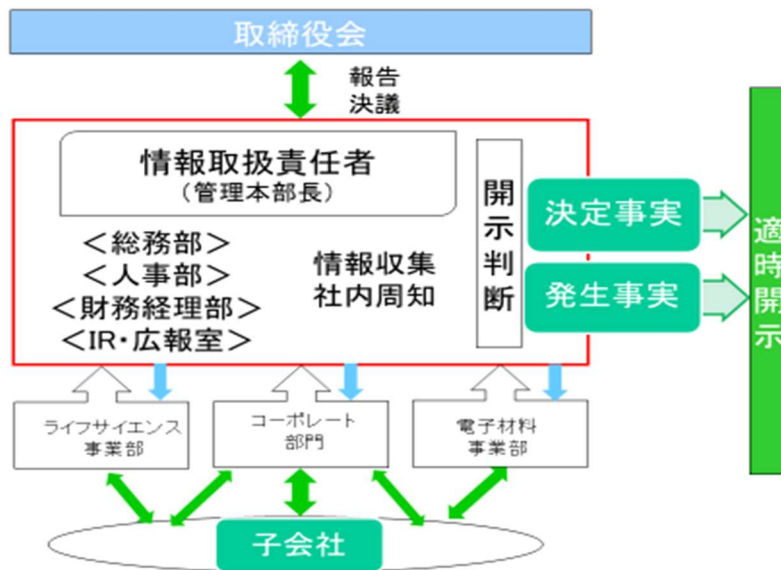 取締役会
報告
決議
情報取扱責任者
（管理本部長）
＜総務部＞
＜人事部＞
＜財務経理部＞
＜IR・広報室＞
情報収集
社内周知
開示判断
決定事実
発生事実
適時開示
ライフサイエンス
事業部
コーポレート
部門
電子材料
事業部
子会社